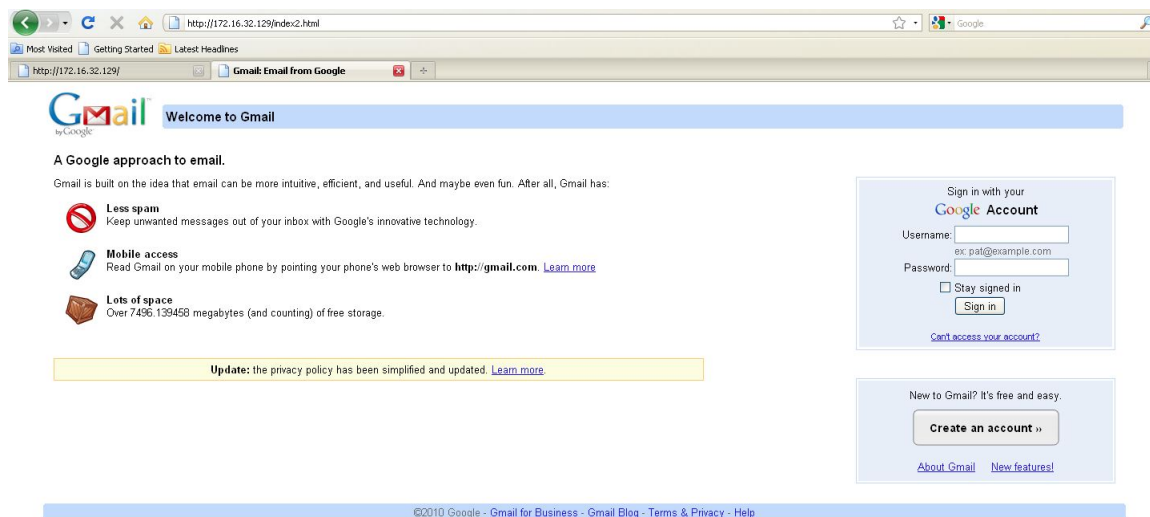 http://172.16.32.129/index2.html
Google
Most Visited Getting Started Latest Headlines
http://172.16.32.129/ Gmail: Email from Google
Gmail
by Google
Welcome to Gmail
A Google approach to email.
Gmail is built on the idea that email can be more intuitive, efficient, and useful. And maybe even fun. After all, Gmail has:
Less spam
Keep unwanted messages out of your inbox with Google's innovative technology.
Mobile access
Read Gmail on your mobile phone by pointing your phone's web browser to http://gmail.com. Learn more
Lots of space
Over 7496.139458 megabytes (and counting) of free storage.
Update: the privacy policy has been simplified and updated. Learn more.
Sign in with your
Google Account
Username:
ex: pat@example.com
Password:
Stay signed in
Sign in
Can't access your account?
New to Gmail? It's free and easy.
Create an account ››
About Gmail New features!
©2010 Google - Gmail for Business - Gmail Blog - Terms & Privacy - Help